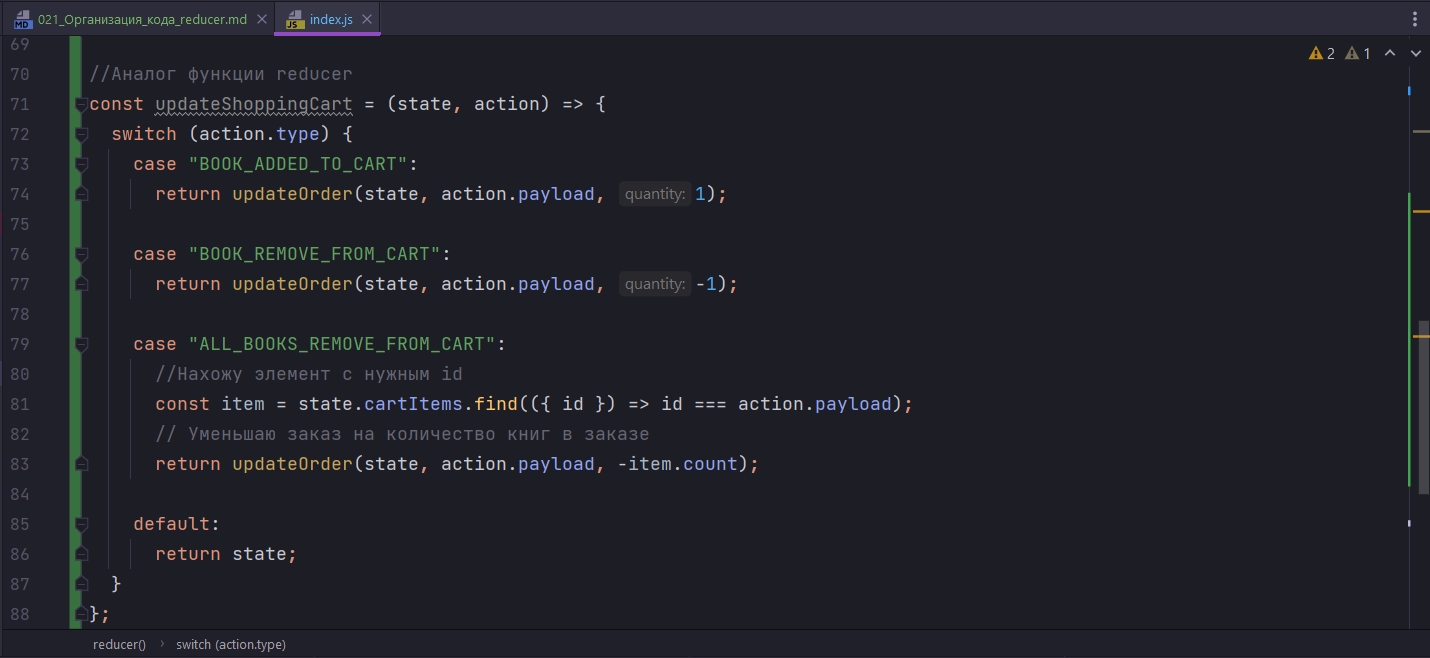 021_Организация_кода_reducer.md index.js
69
2 1
70 //Аналог функции reducer
71 const updateShoppingCart = (state, action) => {
72 switch (action.type) {
73 case "BOOK_ADDED_TO_CART":
74 return updateOrder(state, action.payload, quantity: 1);
75
76 case "BOOK_REMOVE_FROM_CART":
77 return updateOrder(state, action.payload, quantity: -1);
78
79 case "ALL_BOOKS_REMOVE_FROM_CART":
80 //Нахожу элемент с нужным id
81 const item = state.cartItems.find(({ id }) => id === action.payload);
82 // Уменьшаю заказ на количество книг в заказе
83 return updateOrder(state, action.payload, -item.count);
84
85 default:
86 return state;
87 }
88 };
reducer() › switch (action.type)